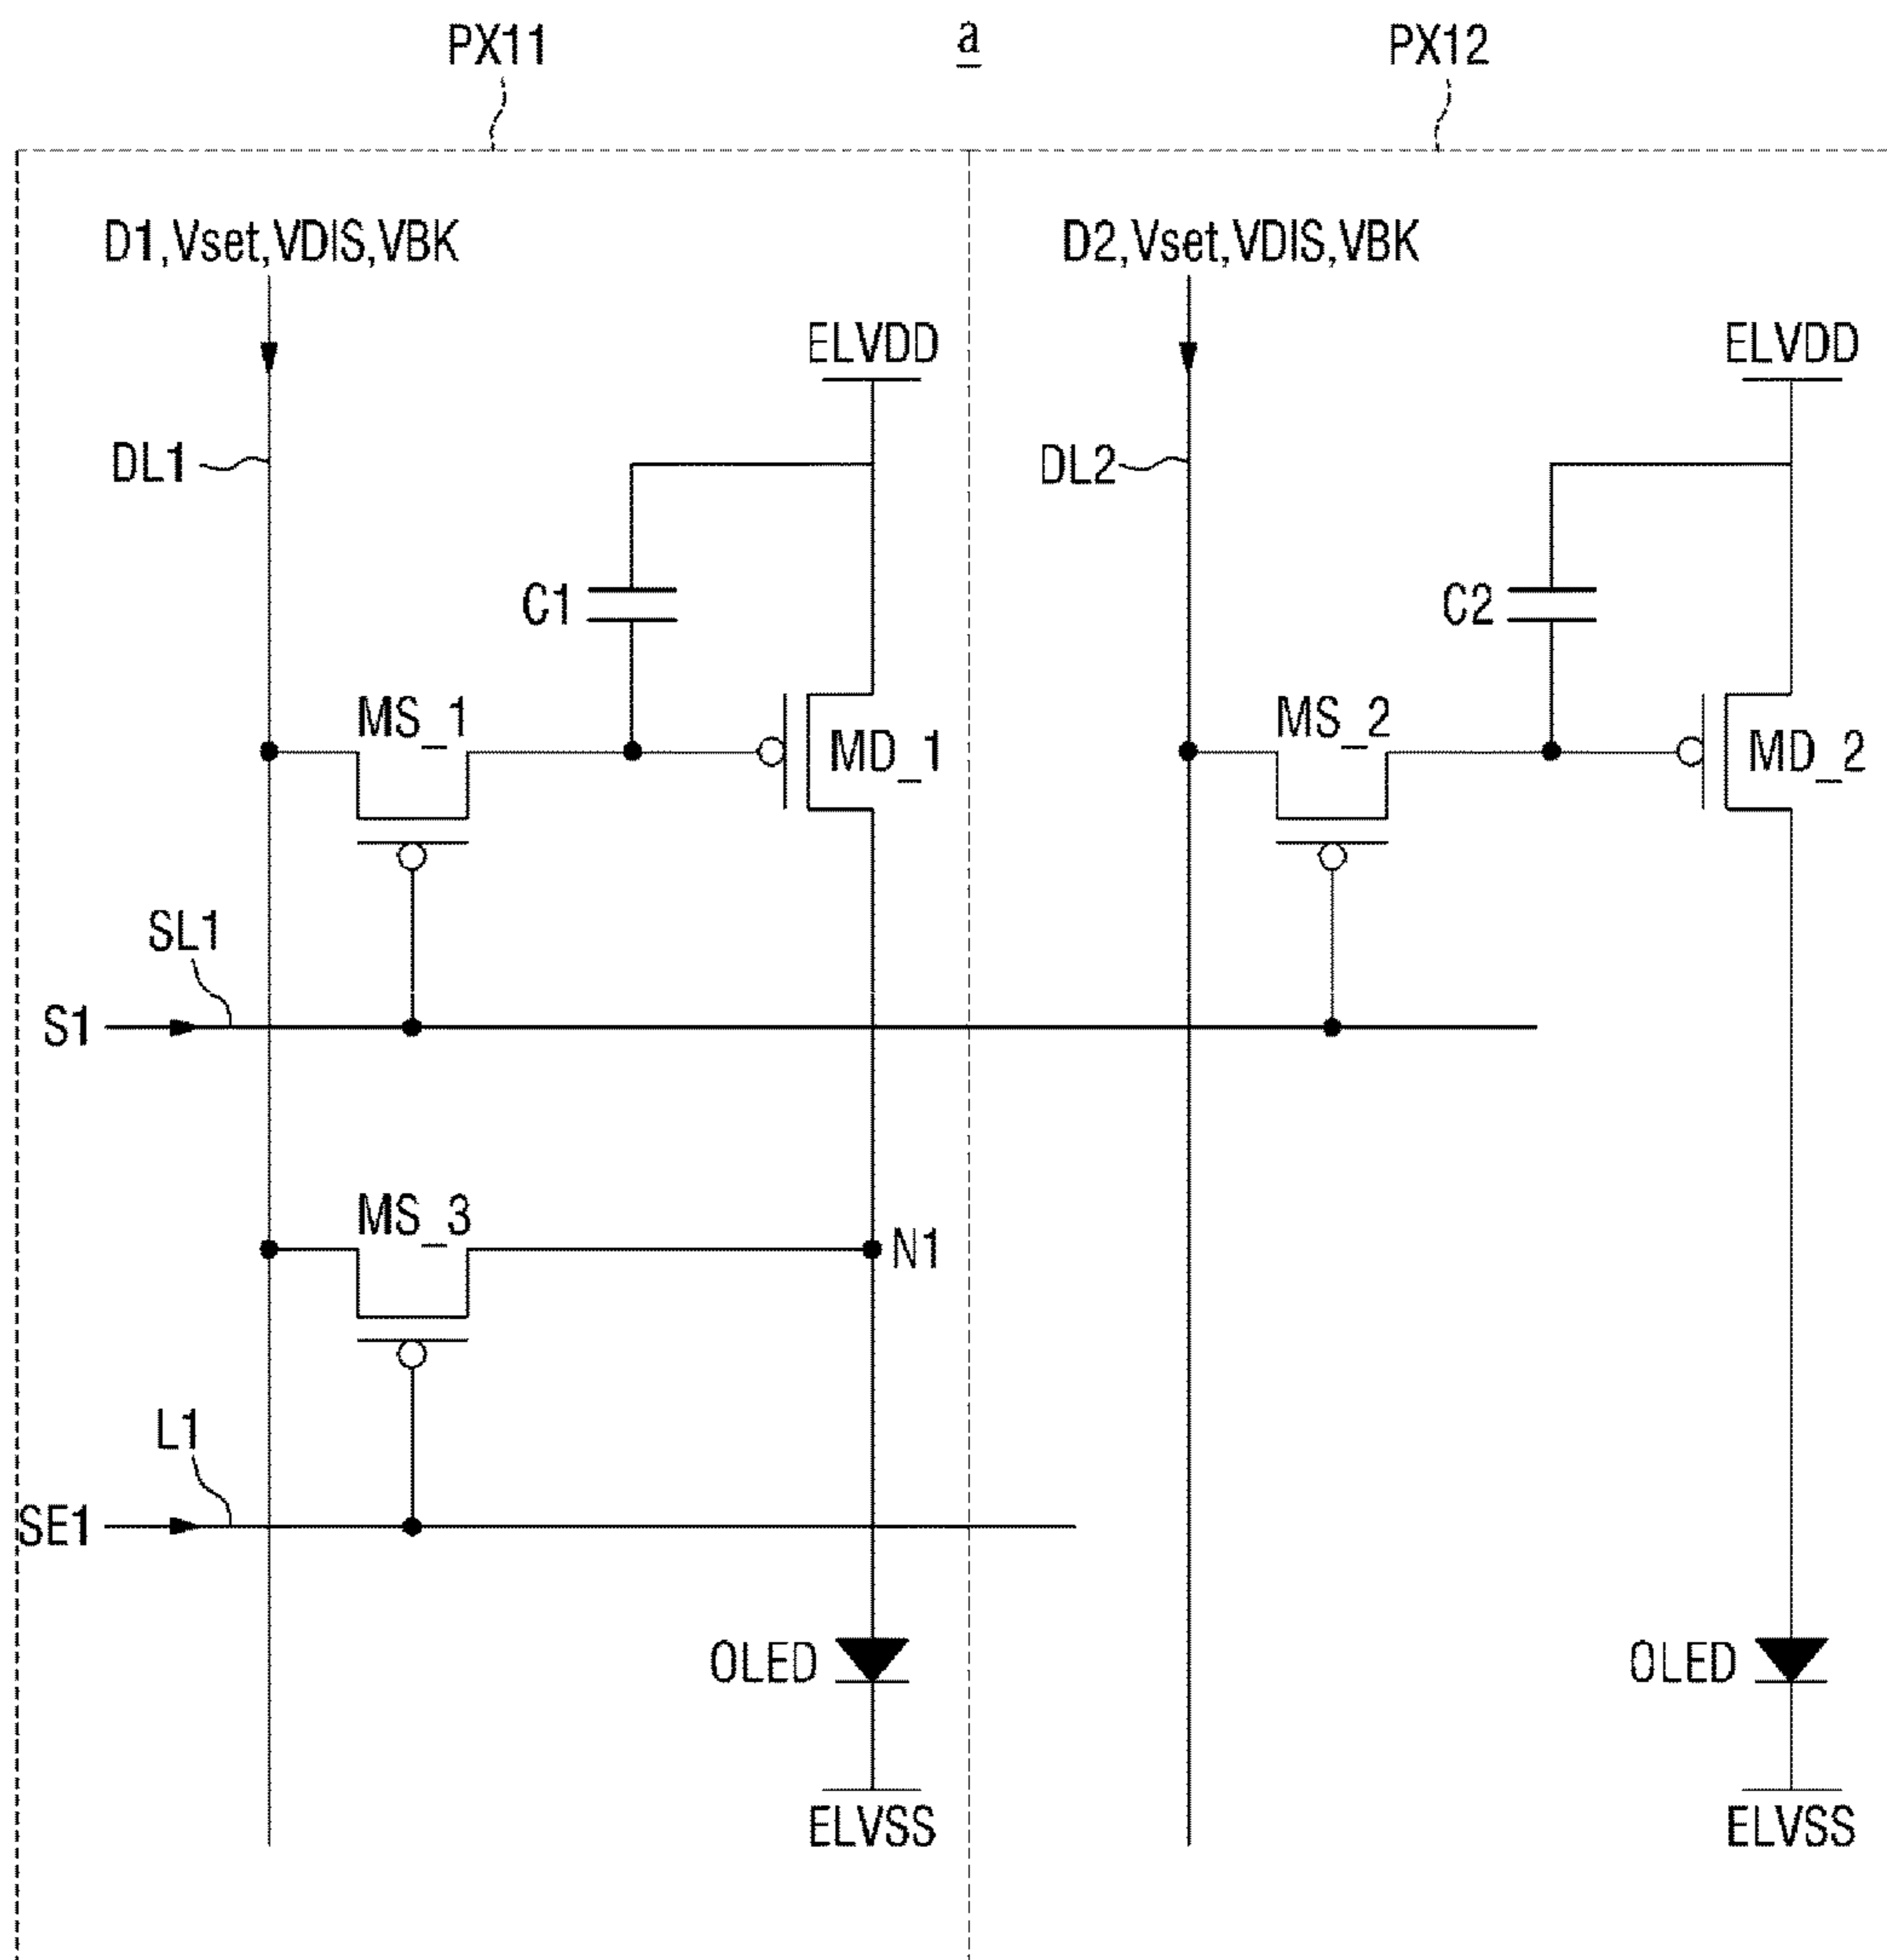 PX11
a
PX12
D1,Vset,VDIS,VBK
D2,Vset,VDIS,VBK
ELVDD
ELVDD
DL1
DL2
C1
C2
MS_1
MD_1
MS_2
MD_2
SL1
S1
MS_3
N1
L1
SE1
OLED
OLED
ELVSS
ELVSS